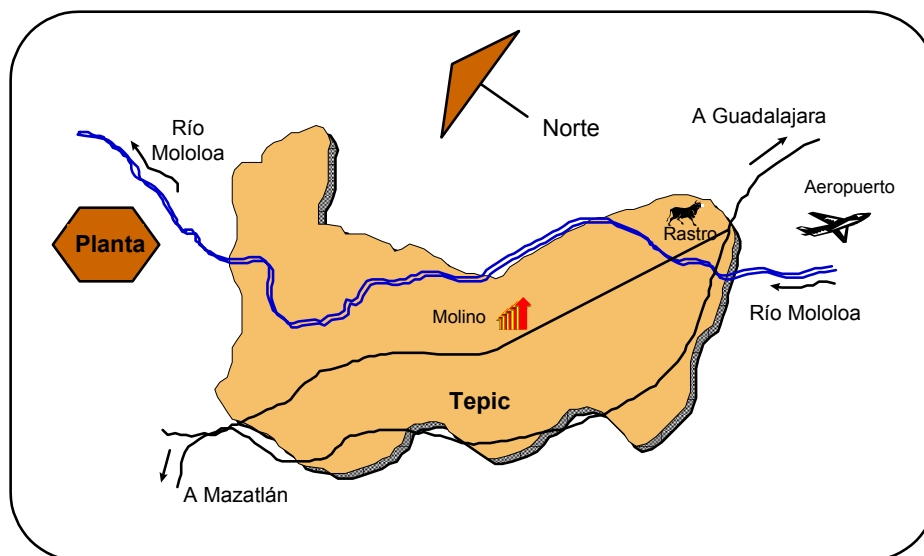 Norte
A Guadalajara
Río
Mololoa
Aeropuerto
Planta
Rastro
Río Mololoa
Molino
Tepic
A Mazatlán